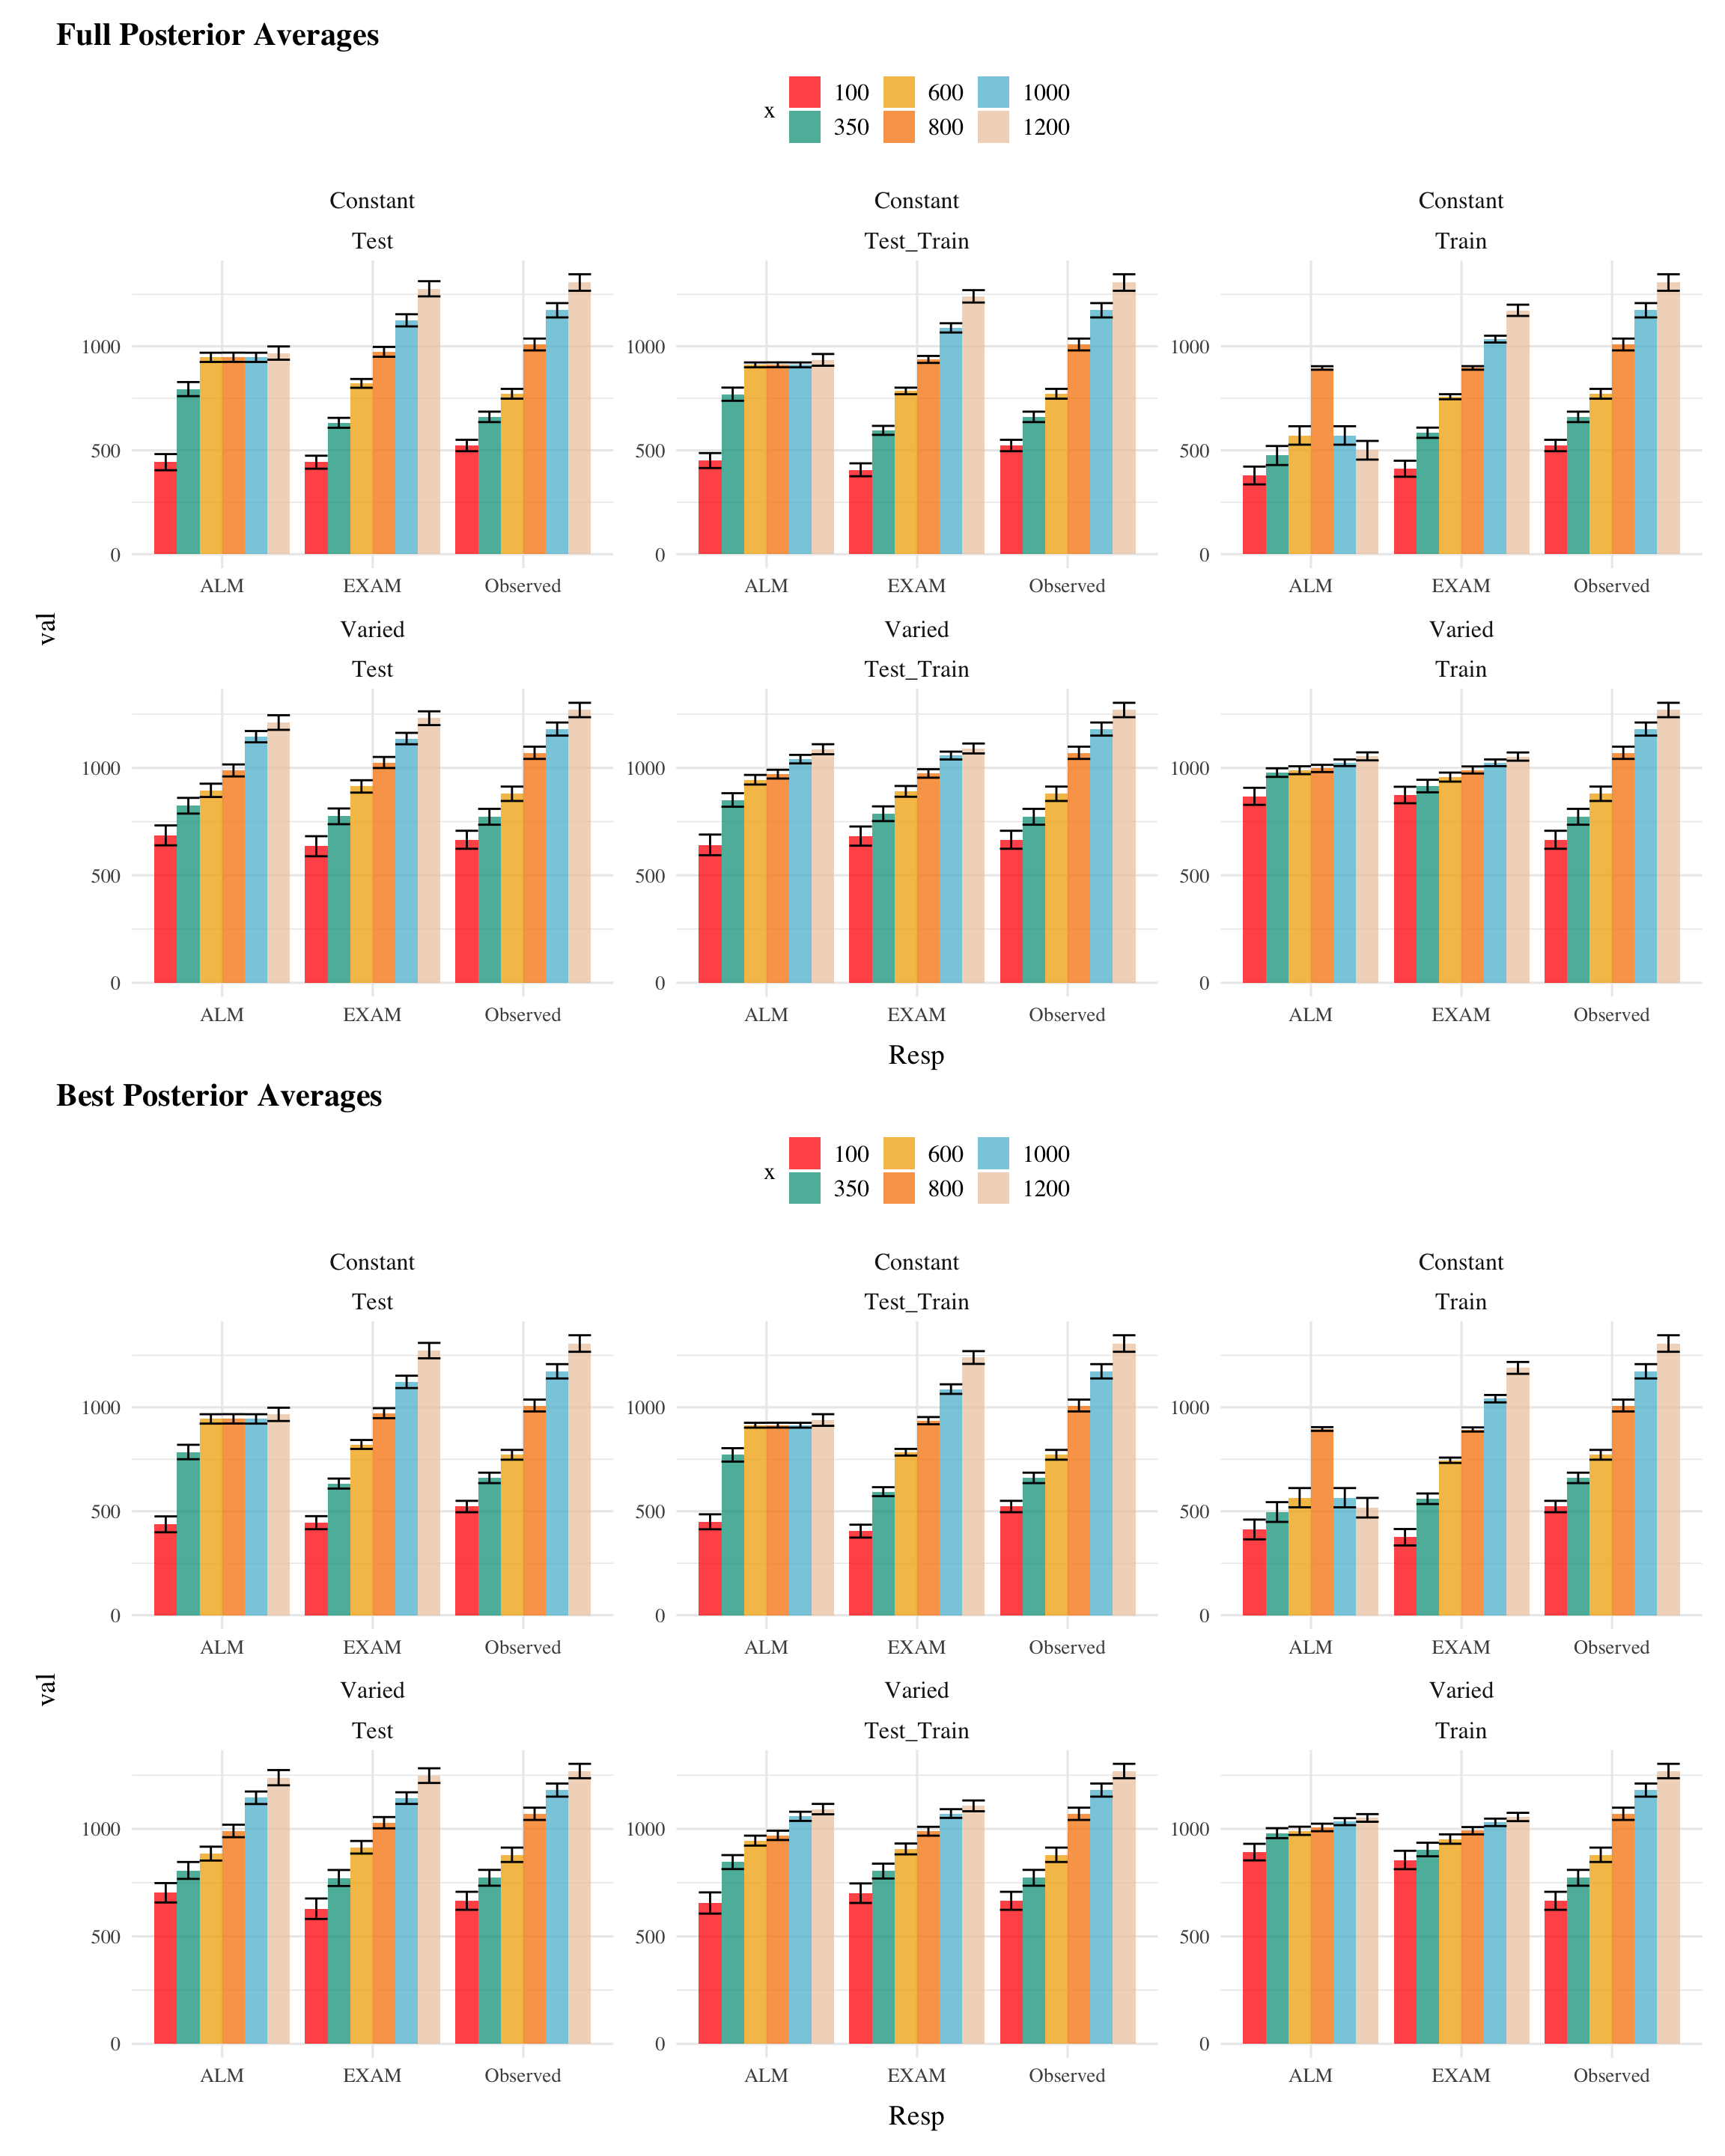 Full Posterior Averages
x 100 600 1000
350 800 1200
Constant Constant Constant
Test Test_Train Train
1000 1000 1000
500 500 500
0 0 0
ALM EXAM Observed ALM EXAM Observed ALM EXAM Observed
val
Varied Varied Varied
Test Test_Train Train
1000 1000 1000
500 500 500
0 0 0
ALM EXAM Observed ALM EXAM Observed ALM EXAM Observed
Resp
Best Posterior Averages
x 100 600 1000
350 800 1200
Constant Constant Constant
Test Test_Train Train
1000 1000 1000
500 500 500
0 0 0
ALM EXAM Observed ALM EXAM Observed ALM EXAM Observed
val
Varied Varied Varied
Test Test_Train Train
1000 1000 1000
500 500 500
0 0 0
ALM EXAM Observed ALM EXAM Observed ALM EXAM Observed
Resp